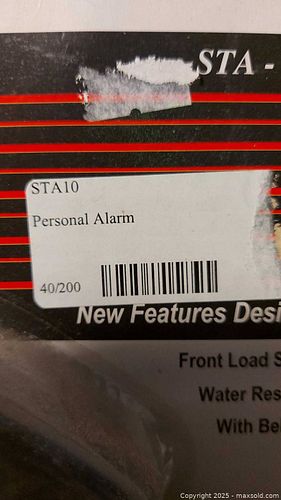 STA -
STA10
Personal Alarm
40/200
New Features Desi
Front Load S
Water Res
With Be
Copyright 2025 - maxsold.com